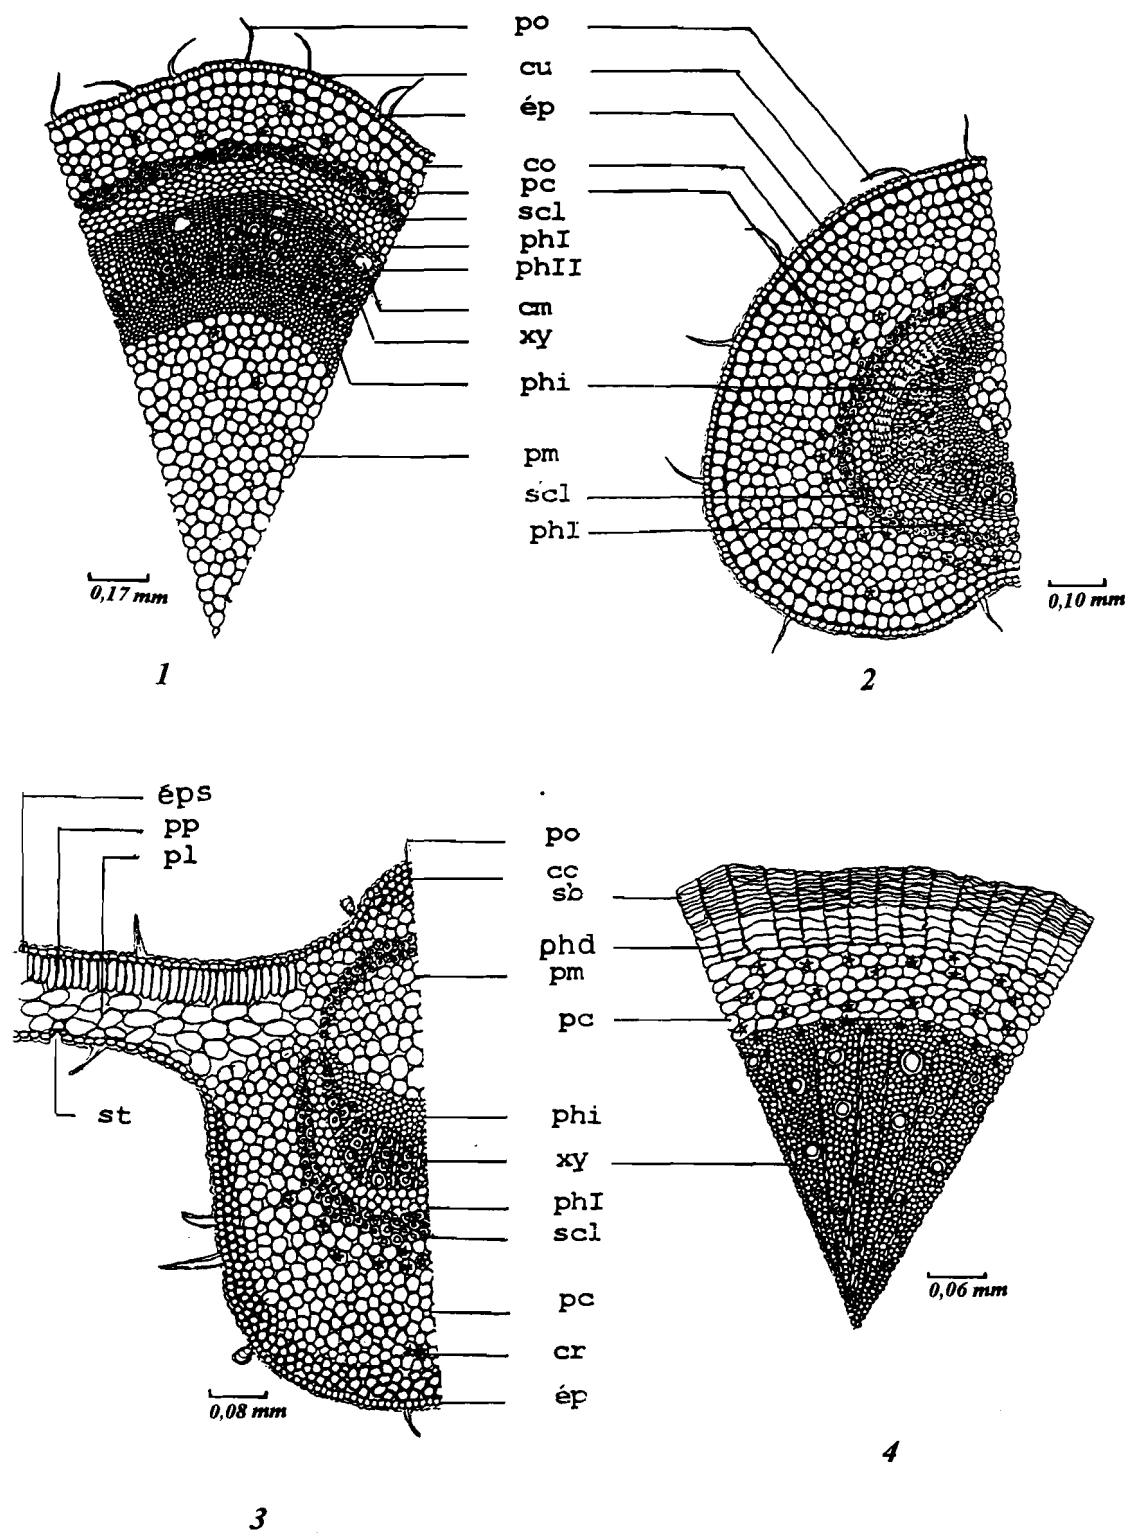 po
cu
ép
co
pc
scl
phI
phII
cm
xy
phi
pm
scl
phI
0,17 mm
0,10 mm
1
2
éps
pp
pl
st
po
cc
sb
phd
pm
pc
phi
xy
phI
scl
pc
cr
ép
0,08 mm
0,06 mm
3
4